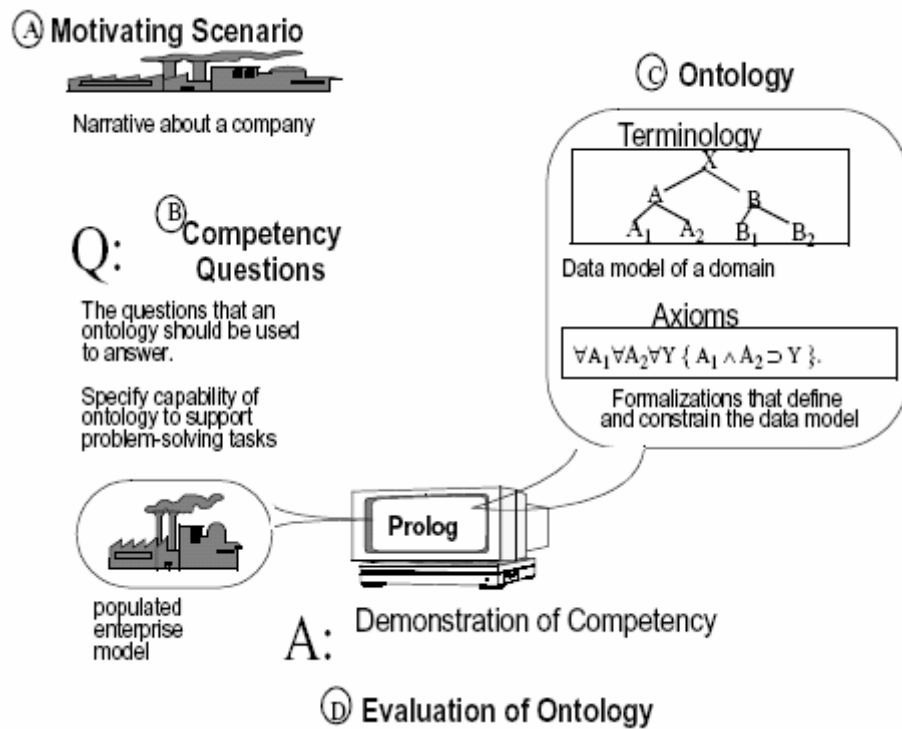 A Motivating Scenario
Narrative about a company
Q:
B Competency
Questions
The questions that an
ontology should be used
to answer.
Specify capability of
ontology to support
problem-solving tasks
C Ontology
Terminology
X
A B
A₁ A₂ B₁ B₂
Data model of a domain
Axioms
∀A₁∀A₂∀Y { A₁ ∧ A₂ ⊃ Y }.
Formalizations that define
and constrain the data model
Prolog
populated
enterprise
model
A: Demonstration of Competency
D Evaluation of Ontology